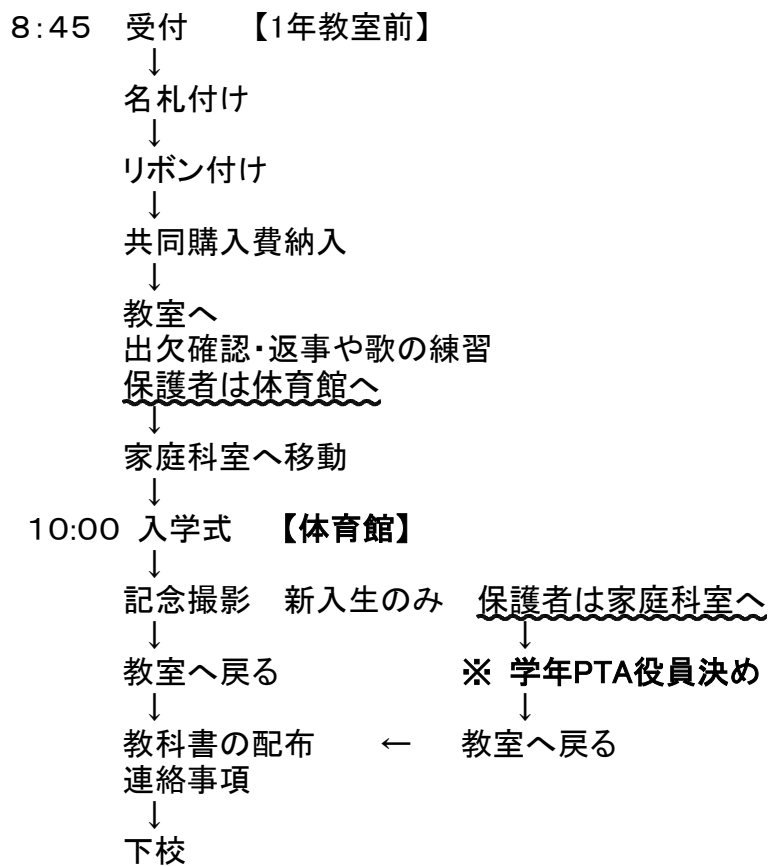 8:45 受付 【1年教室前】
↓
名札付け
↓
リボン付け
↓
共同購入費納入
↓
教室へ
出欠確認・返事や歌の練習
保護者は体育館へ
↓
家庭科室へ移動
↓
10:00 入学式 【体育館】
↓
記念撮影 新入生のみ 保護者は家庭科室へ
↓ ↓
教室へ戻る ※ 学年PTA役員決め
↓ ↓
教科書の配布 ← 教室へ戻る
連絡事項
↓
下校